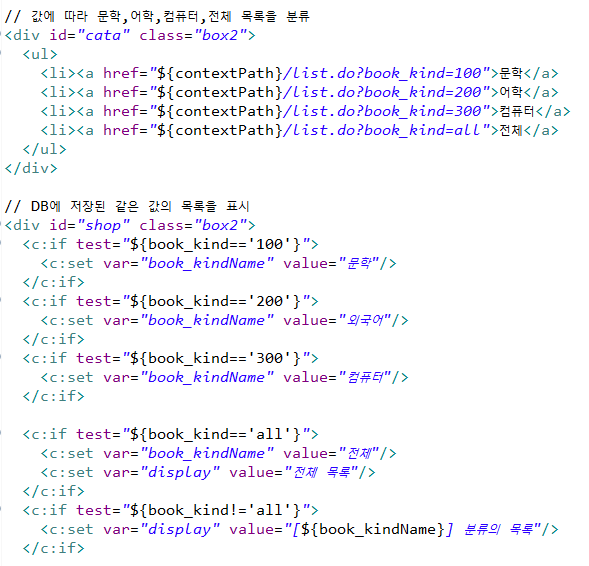 // 값에 따라 문학,어학,컴퓨터,전체 목록을 분류
<div id="cata" class="box2">
  <ul>
    <li><a href="${contextPath}/list.do?book_kind=100">문학</a>
    <li><a href="${contextPath}/list.do?book_kind=200">어학</a>
    <li><a href="${contextPath}/list.do?book_kind=300">컴퓨터</a>
    <li><a href="${contextPath}/list.do?book_kind=all">전체</a>
  </ul>
</div>

// DB에 저장된 같은 값의 목록을 표시
<div id="shop" class="box2">
  <c:if test="${book_kind=='100'}">
    <c:set var="book_kindName" value="문학"/>
  </c:if>
  <c:if test="${book_kind=='200'}">
    <c:set var="book_kindName" value="외국어"/>
  </c:if>
  <c:if test="${book_kind=='300'}">
    <c:set var="book_kindName" value="컴퓨터"/>
  </c:if>

  <c:if test="${book_kind=='all'}">
    <c:set var="book_kindName" value="전체"/>
    <c:set var="display" value="전체 목록"/>
  </c:if>
  <c:if test="${book_kind!='all'}">
    <c:set var="display" value="[${book_kindName}] 분류의 목록"/>
  </c:if>